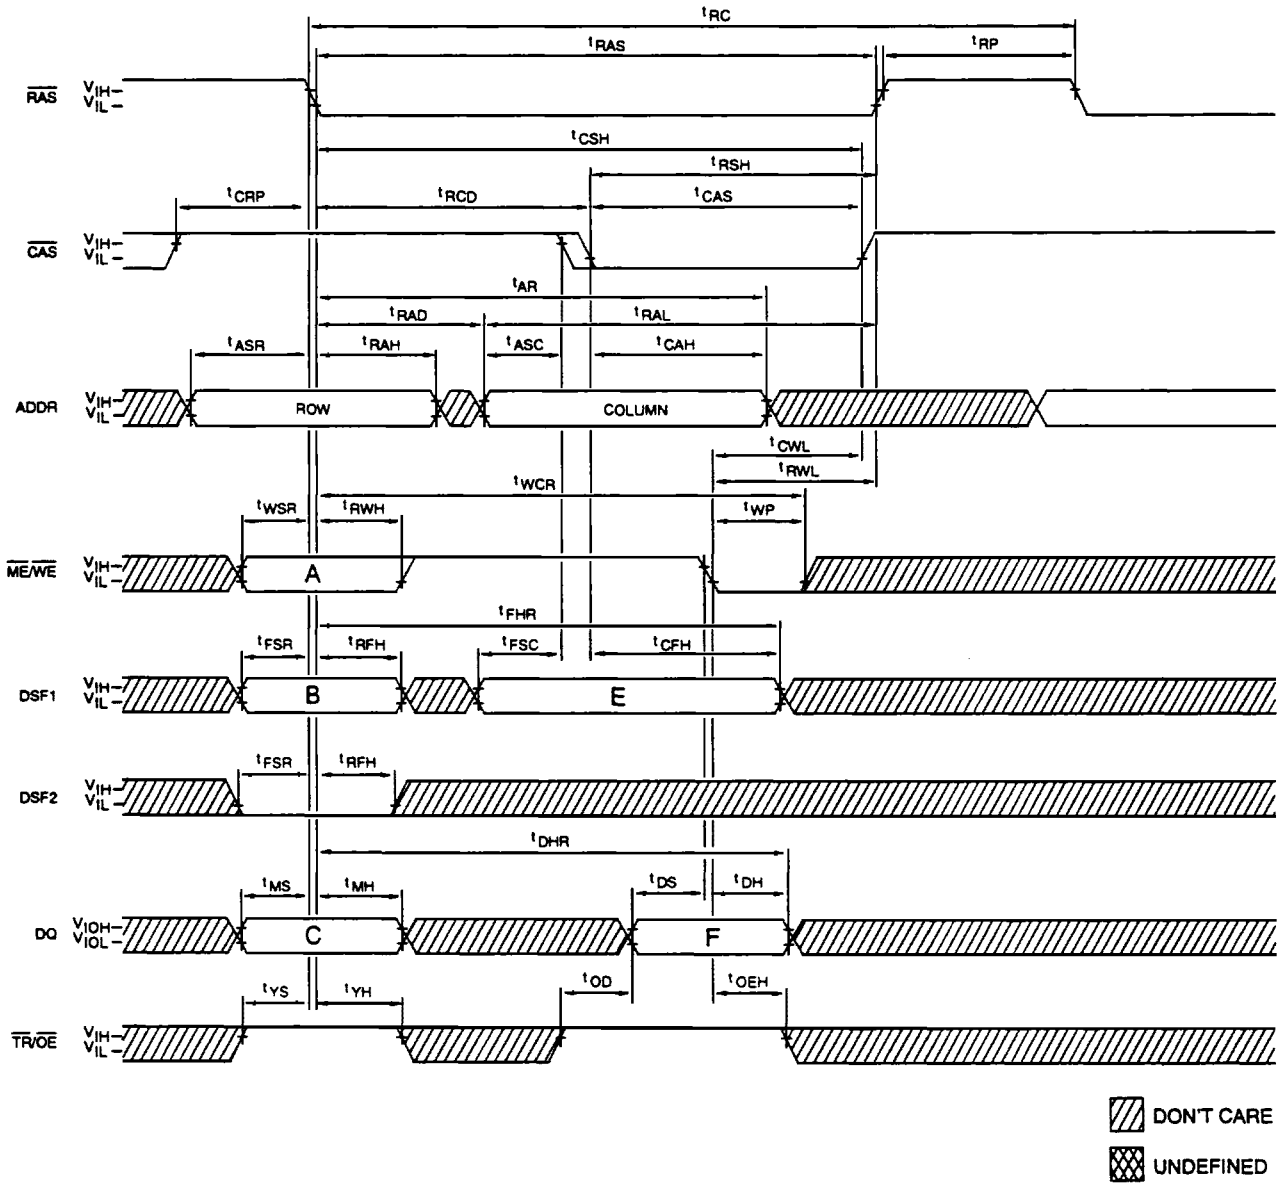 tRC
tRAS
tRP
RAS
VIH
VIL
tCSH
tRSH
tCRP
tRCD
tCAS
CAS
VIH
VIL
tAR
tRAD
tRAL
tASR
tRAH
tASC
tCAH
ADDR
VIH
VIL
ROW
COLUMN
tCWL
tRWL
tWCR
tWSR
tRWH
tWP
ME/WE
VIH
VIL
A
tFHR
tFSR
tRFH
tFSC
tCFH
DSF1
VIH
VIL
B
E
tFSR
tRFH
DSF2
VIH
VIL
tDHR
tMS
tMH
tDS
tDH
DQ
VIOH
VIOL
C
F
tYS
tYH
tOD
tOEH
TR/OE
VIH
VIL
DON'T CARE
UNDEFINED